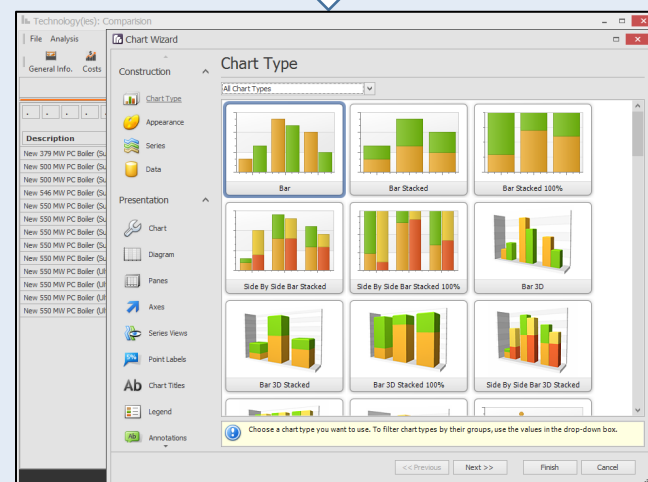 Technology(ies): Comparision
File Analysis
General Info. Costs
Description
New 379 MW PC Boiler (Su
New 500 MW PC Boiler (Su
New 500 MW PC Boiler (Su
New 546 MW PC Boiler (Su
New 550 MW PC Boiler (Su
New 550 MW PC Boiler (Su
New 550 MW PC Boiler (Su
New 550 MW PC Boiler (Su
New 550 MW PC Boiler (Su
New 550 MW PC Boiler (Ul
New 550 MW PC Boiler (Ul
New 550 MW PC Boiler (Ul
New 550 MW PC Boiler (Ul
Chart Wizard
Construction
Chart Type
Appearance
Series
Data
Presentation
Chart
Diagram
Panes
Axes
Series Views
5%
Point Labels
Ab Chart Titles
Legend
Ab Annotations
Chart Type
All Chart Types
Bar
Bar Stacked
Bar Stacked 100%
Side By Side Bar Stacked
Side By Side Bar Stacked 100%
Bar 3D
Bar 3D Stacked
Bar 3D Stacked 100%
Side By Side Bar 3D Stacked
Choose a chart type you want to use. To filter chart types by their groups, use the values in the drop-down box.
<< Previous
Next >>
Finish
Cancel